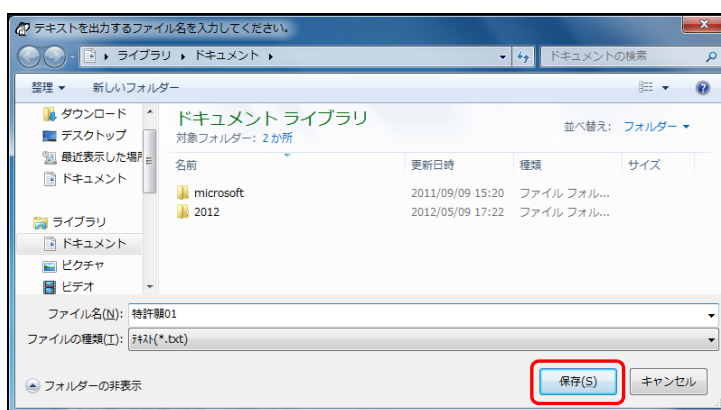 テキストを出力するファイル名を入力してください。
ライブラリ ▸ ドキュメント ▸
ドキュメントの検索
整理 ▼ 新しいフォルダー
ダウンロード
デスクトップ
最近表示した場所
ドキュメント
ライブラリ
ドキュメント
ピクチャ
ビデオ
ドキュメント ライブラリ
対象フォルダー: 2 か所
並べ替え: フォルダー ▼
名前 更新日時 種類 サイズ
microsoft 2011/09/09 15:20 ファイル フォル...
2012 2012/05/09 17:22 ファイル フォル...
ファイル名(N): 特許願01
ファイルの種類(T): ﾃｷｽﾄ(*.txt)
フォルダーの非表示
保存(S) キャンセル